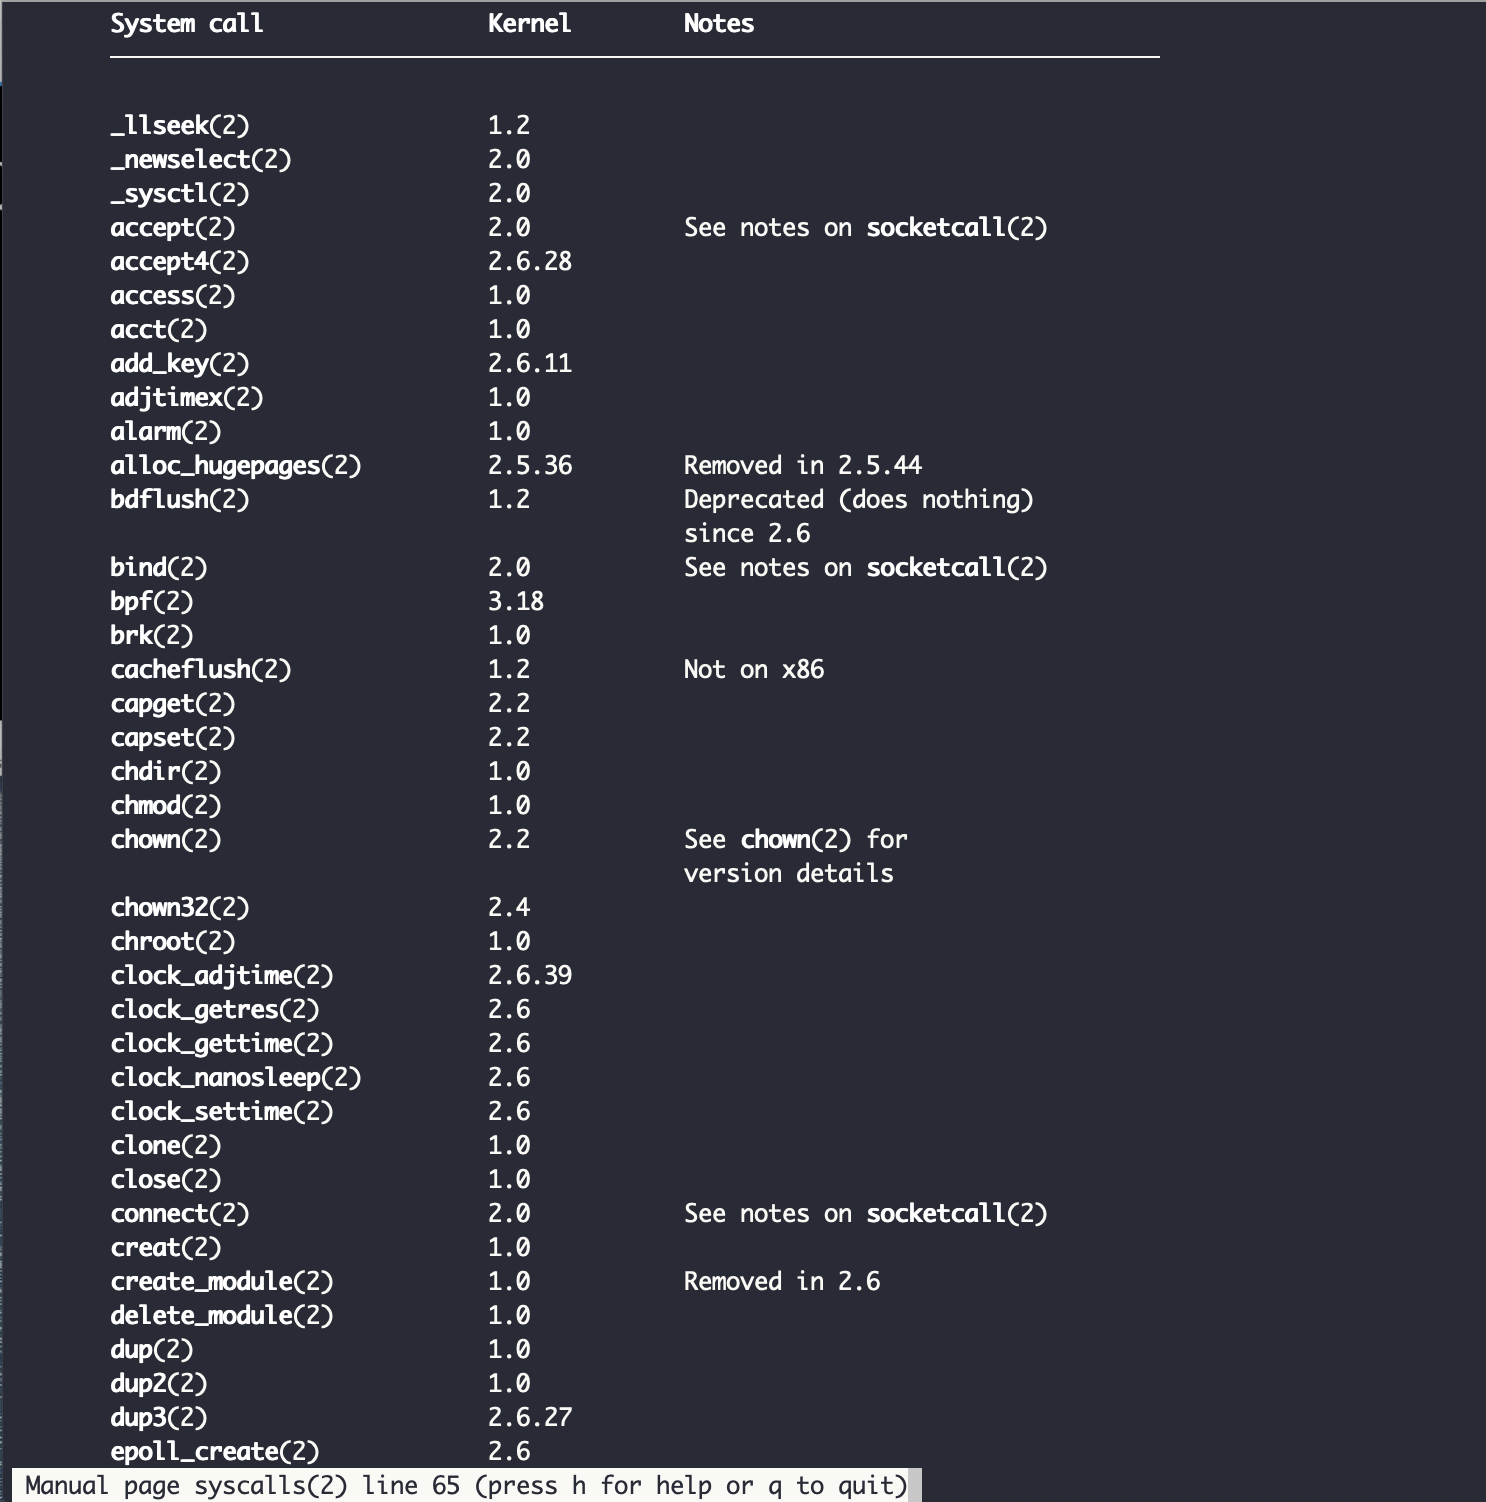 System call Kernel Notes
_llseek(2) 1.2
_newselect(2) 2.0
_sysctl(2) 2.0
accept(2) 2.0 See notes on socketcall(2)
accept4(2) 2.6.28
access(2) 1.0
acct(2) 1.0
add_key(2) 2.6.11
adjtimex(2) 1.0
alarm(2) 1.0
alloc_hugepages(2) 2.5.36 Removed in 2.5.44
bdflush(2) 1.2 Deprecated (does nothing)
since 2.6
bind(2) 2.0 See notes on socketcall(2)
bpf(2) 3.18
brk(2) 1.0
cacheflush(2) 1.2 Not on x86
capget(2) 2.2
capset(2) 2.2
chdir(2) 1.0
chmod(2) 1.0
chown(2) 2.2 See chown(2) for
version details
chown32(2) 2.4
chroot(2) 1.0
clock_adjtime(2) 2.6.39
clock_getres(2) 2.6
clock_gettime(2) 2.6
clock_nanosleep(2) 2.6
clock_settime(2) 2.6
clone(2) 1.0
close(2) 1.0
connect(2) 2.0 See notes on socketcall(2)
creat(2) 1.0
create_module(2) 1.0 Removed in 2.6
delete_module(2) 1.0
dup(2) 1.0
dup2(2) 1.0
dup3(2) 2.6.27
epoll_create(2) 2.6
Manual page syscalls(2) line 65 (press h for help or q to quit)